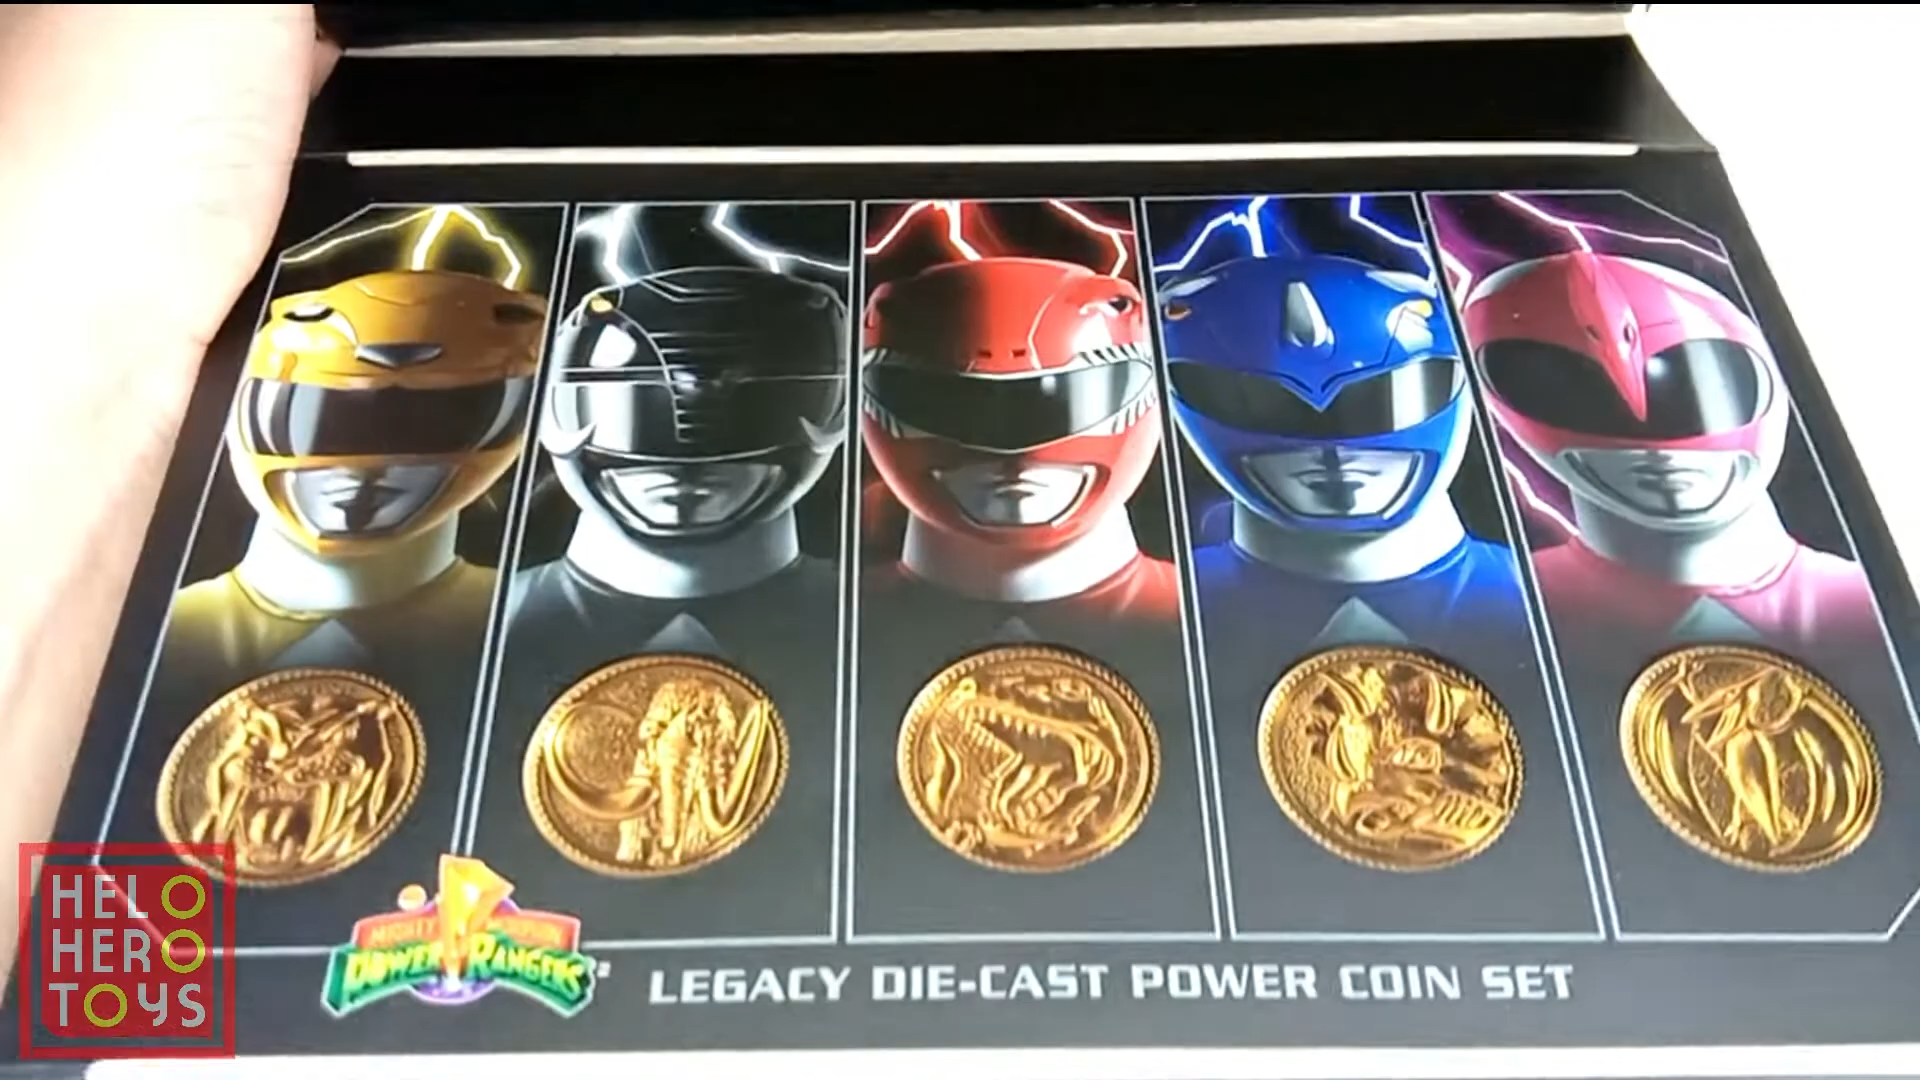 MIGHTY MORPHIN
POWER RANGERS
LEGACY DIE-CAST POWER COIN SET
HELO
HERO
TOYS